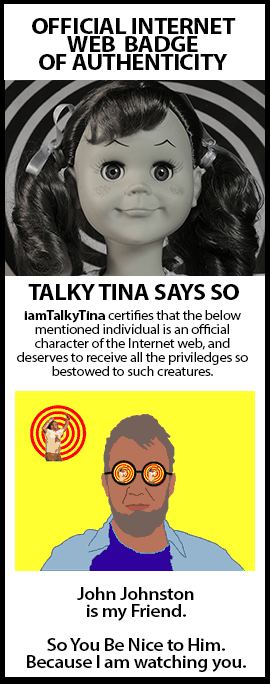 OFFICIAL INTERNET
WEB BADGE
OF AUTHENTICITY
TALKY TINA SAYS SO
iamTalkyTina certifies that the below
mentioned individual is an official
character of the Internet web, and
deserves to receive all the priviledges so
bestowed to such creatures.
John Johnston
is my Friend.
So You Be Nice to Him.
Because I am watching you.